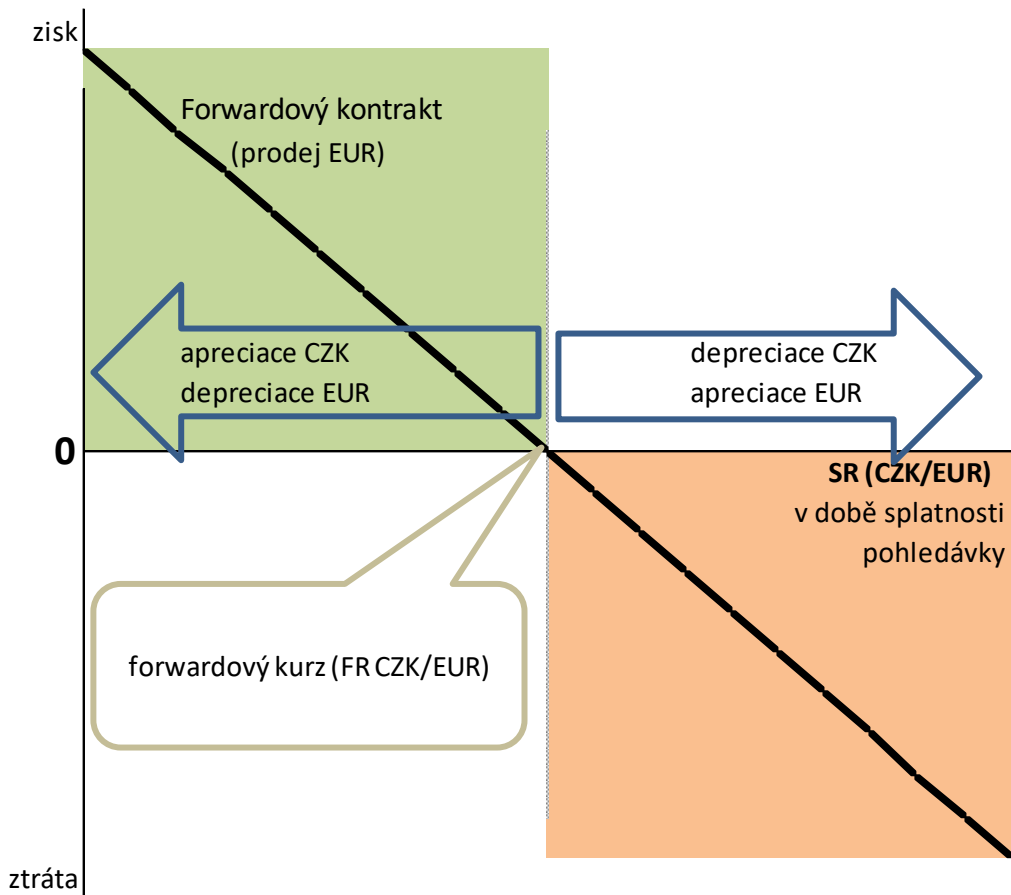 zisk
Forwardový kontrakt
(prodej EUR)
apreciace CZK
depreciace EUR
depreciace CZK
apreciace EUR
0
SR (CZK/EUR)
v době splatnosti
pohledávky
forwardový kurz (FR CZK/EUR)
ztráta